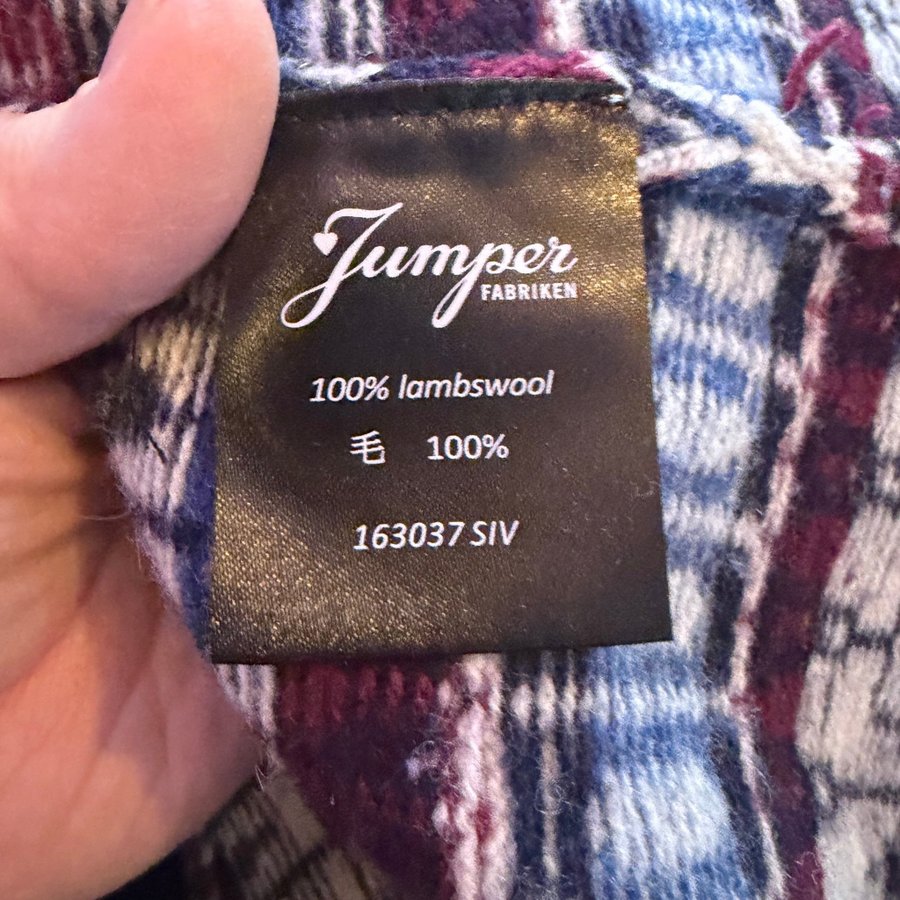 Jumper
FABRIKEN
100% lambswool
毛 100%
163037 SIV